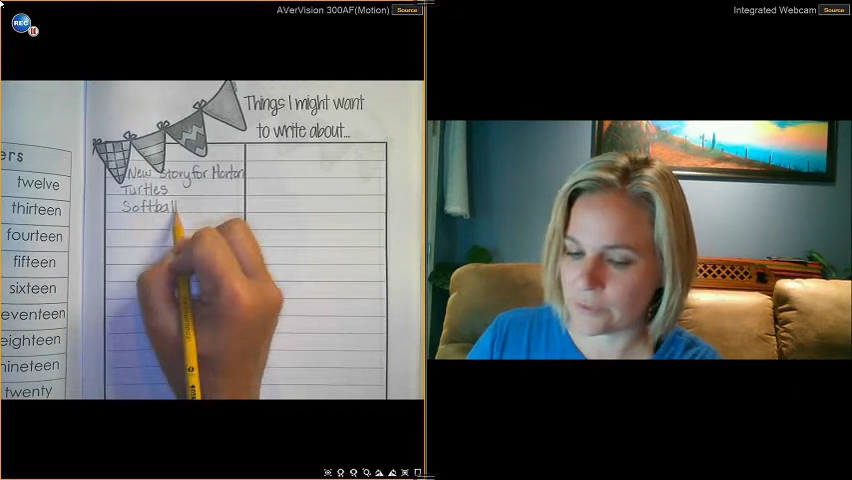 AVerVision 300AF(Motion) Source
Integrated Webcam Source
REC
Things I might want
to write about...
ers
twelve
thirteen
fourteen
fifteen
sixteen
eventeen
eighteen
nineteen
twenty
New story for Horton
Turtles
Softball